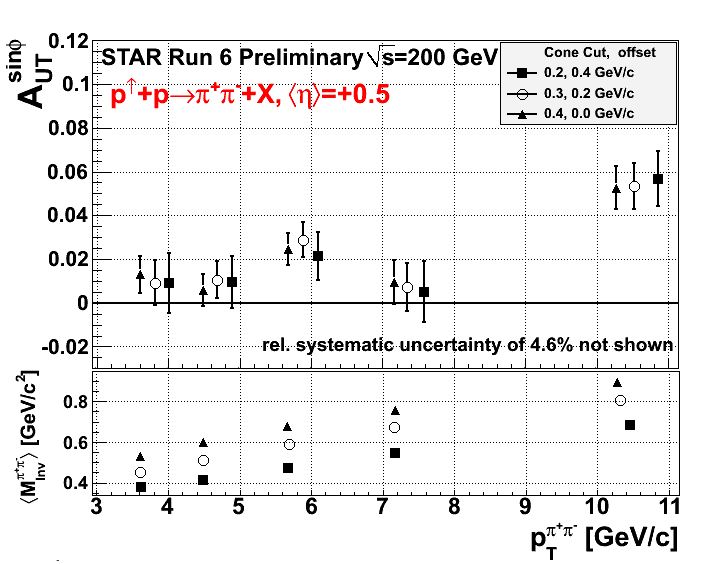 STAR Run 6 Preliminary √s=200 GeV
p↑+p→π⁺π⁻+X, ⟨η⟩=+0.5
Cone Cut, offset
0.2, 0.4 GeV/c
0.3, 0.2 GeV/c
0.4, 0.0 GeV/c
A_UT^sinφ
0.12
0.1
0.08
0.06
0.04
0.02
0
-0.02
rel. systematic uncertainty of 4.6% not shown
⟨M_Inv^π⁺π⁻⟩ [GeV/c²]
0.8
0.6
0.4
3 4 5 6 7 8 9 10 11
p_T^π⁺π⁻ [GeV/c]